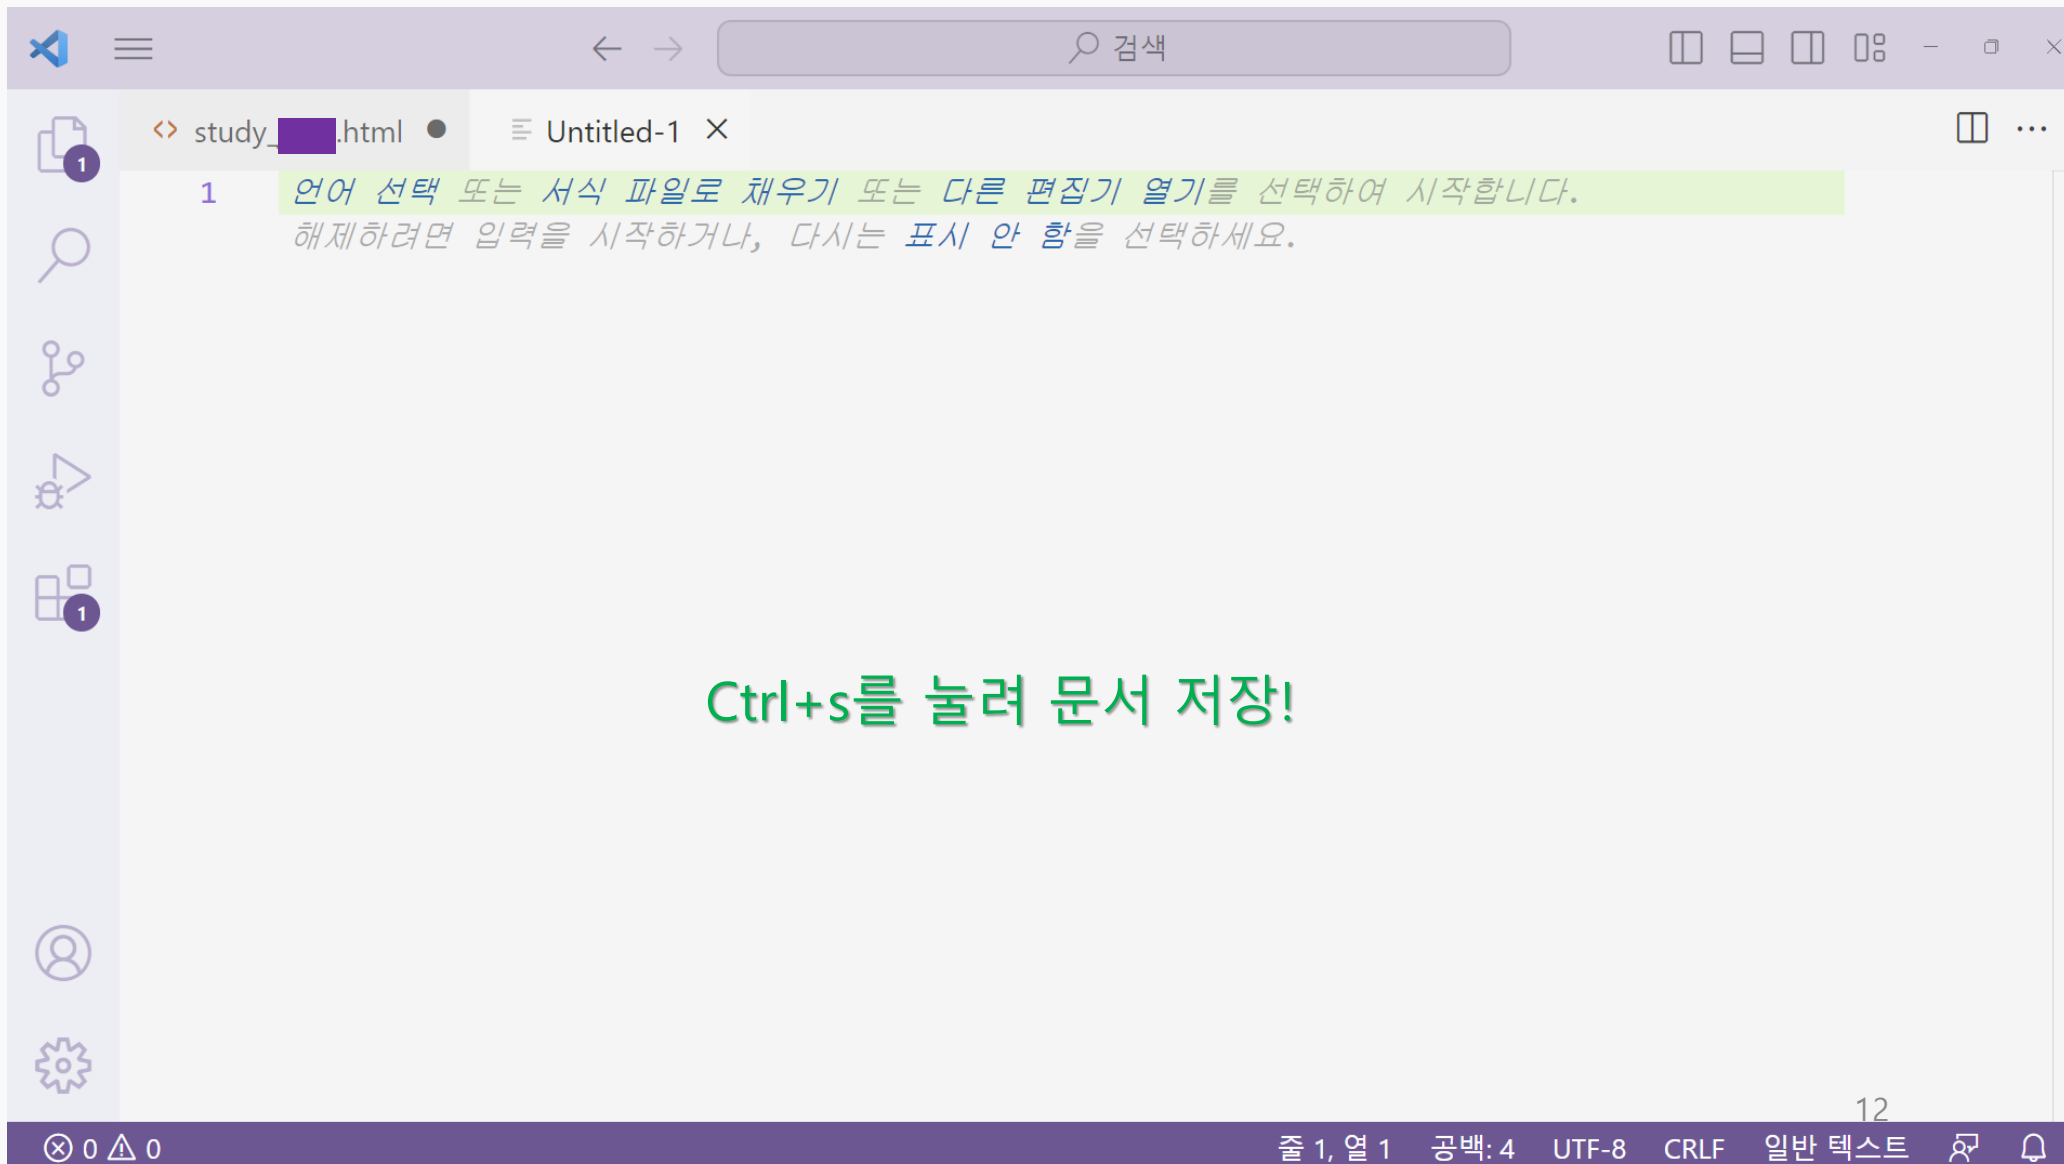 검색
study_ .html ● Untitled-1
1
1 언어 선택 또는 서식 파일로 채우기 또는 다른 편집기 열기를 선택하여 시작합니다.
해제하려면 입력을 시작하거나, 다시는 표시 안 함을 선택하세요.
1
Ctrl+s를 눌려 문서 저장!
12
0 0 줄 1, 열 1 공백: 4 UTF-8 CRLF 일반 텍스트